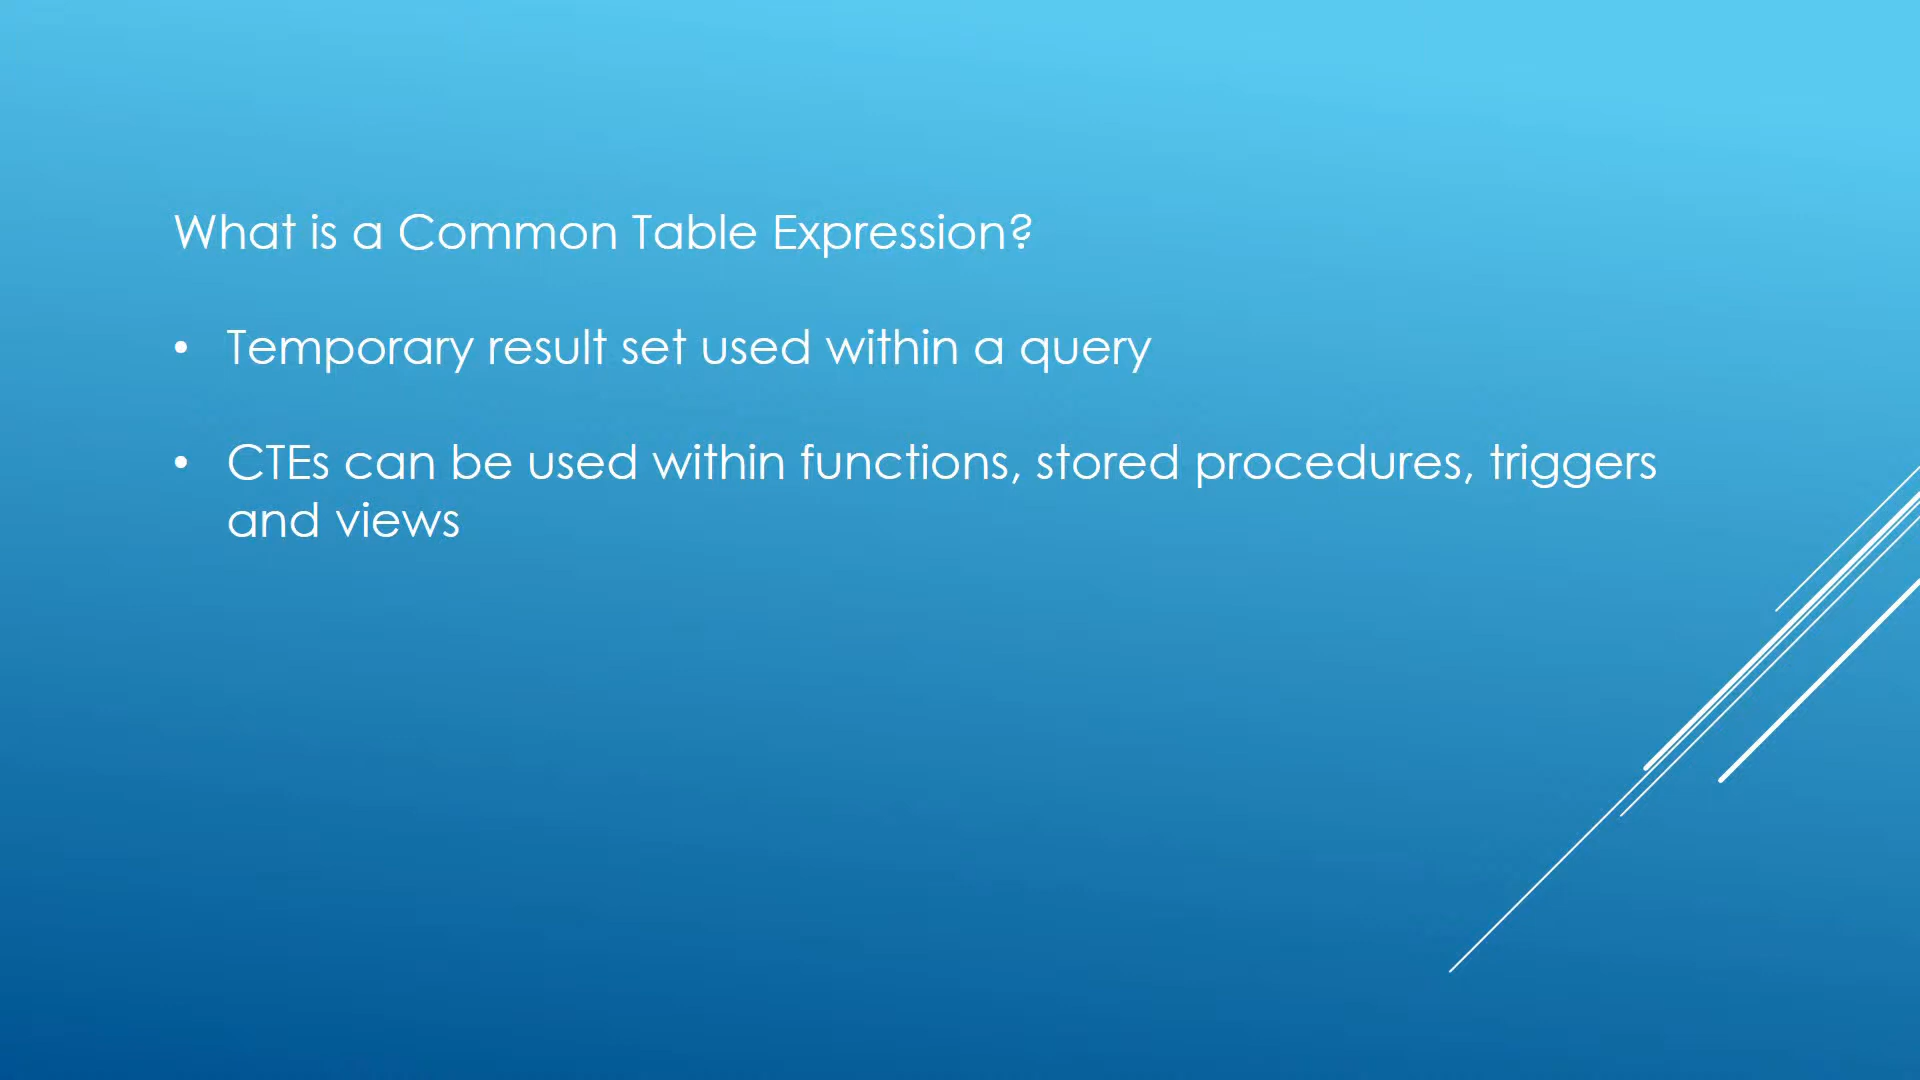 What is a Common Table Expression?
• Temporary result set used within a query
• CTEs can be used within functions, stored procedures, triggers
and views